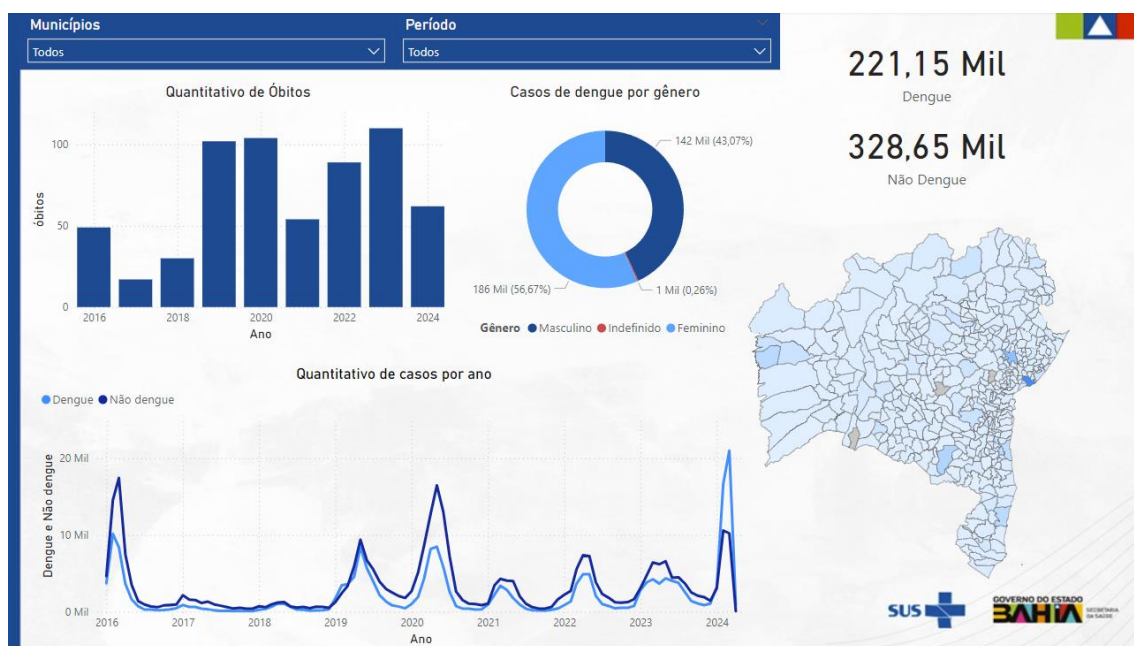 Municípios
Todos
Período
Todos
221,15 Mil
Dengue
328,65 Mil
Não Dengue
Quantitativo de Óbitos
100
50
0
óbitos
2016
2018
2020
2022
2024
Ano
Casos de dengue por gênero
142 Mil (43,07%)
186 Mil (56,67%)
1 Mil (0,26%)
Gênero Masculino Indefinido Feminino
Quantitativo de casos por ano
Dengue Não dengue
20 Mil
10 Mil
0 Mil
Dengue e Não dengue
2016
2017
2018
2019
2020
2021
2022
2023
2024
Ano
SUS
GOVERNO DO ESTADO
BAHIA
SECRETARIA
DA SAÚDE